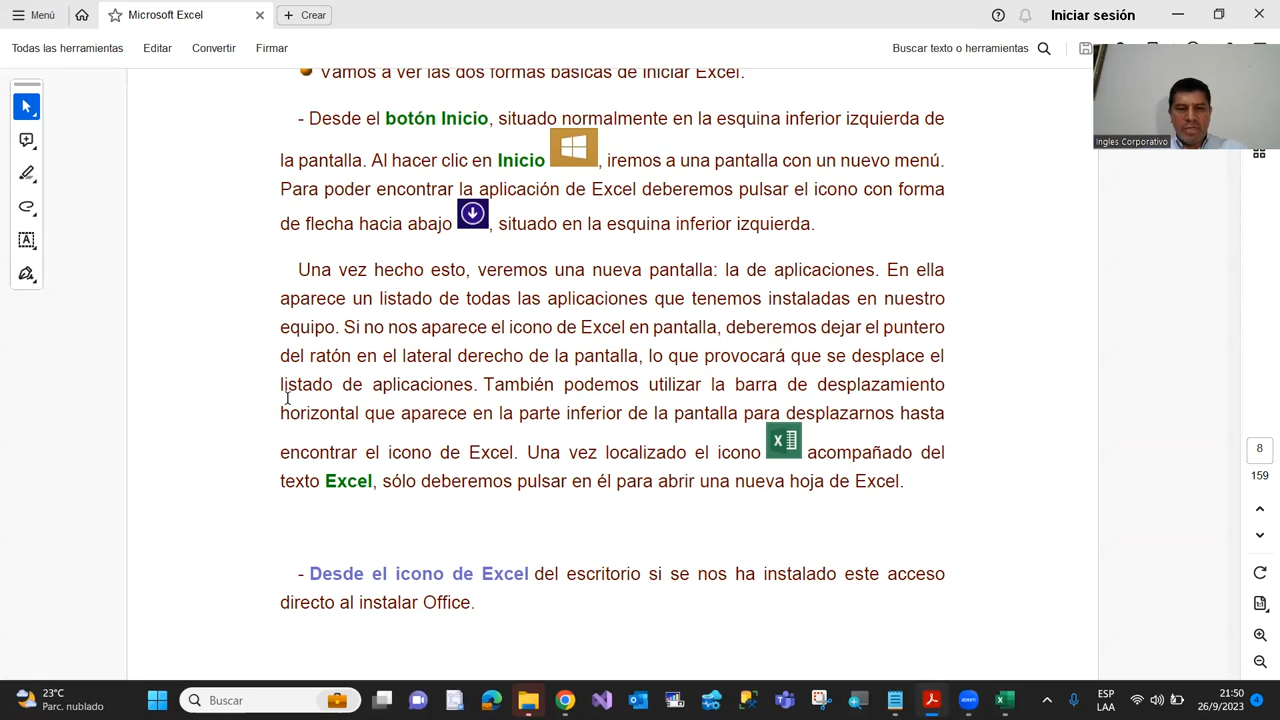 Menú
Microsoft Excel
Crear
Iniciar sesión
Todas las herramientas
Editar
Convertir
Firmar
Buscar texto o herramientas
Vamos a ver las dos formas básicas de iniciar Excel.
- Desde el botón Inicio, situado normalmente en la esquina inferior izquierda de
la pantalla. Al hacer clic en Inicio , iremos a una pantalla con un nuevo menú.
Para poder encontrar la aplicación de Excel deberemos pulsar el icono con forma
de flecha hacia abajo , situado en la esquina inferior izquierda.
Una vez hecho esto, veremos una nueva pantalla: la de aplicaciones. En ella
aparece un listado de todas las aplicaciones que tenemos instaladas en nuestro
equipo. Si no nos aparece el icono de Excel en pantalla, deberemos dejar el puntero
del ratón en el lateral derecho de la pantalla, lo que provocará que se desplace el
listado de aplicaciones. También podemos utilizar la barra de desplazamiento
horizontal que aparece en la parte inferior de la pantalla para desplazarnos hasta
encontrar el icono de Excel. Una vez localizado el icono acompañado del
texto Excel, sólo deberemos pulsar en él para abrir una nueva hoja de Excel.
- Desde el icono de Excel del escritorio si se nos ha instalado este acceso
directo al instalar Office.
Ingles Corporativo
8
159
23°C
Parc. nublado
Buscar
ESP
LAA
21:50
26/9/2023
4